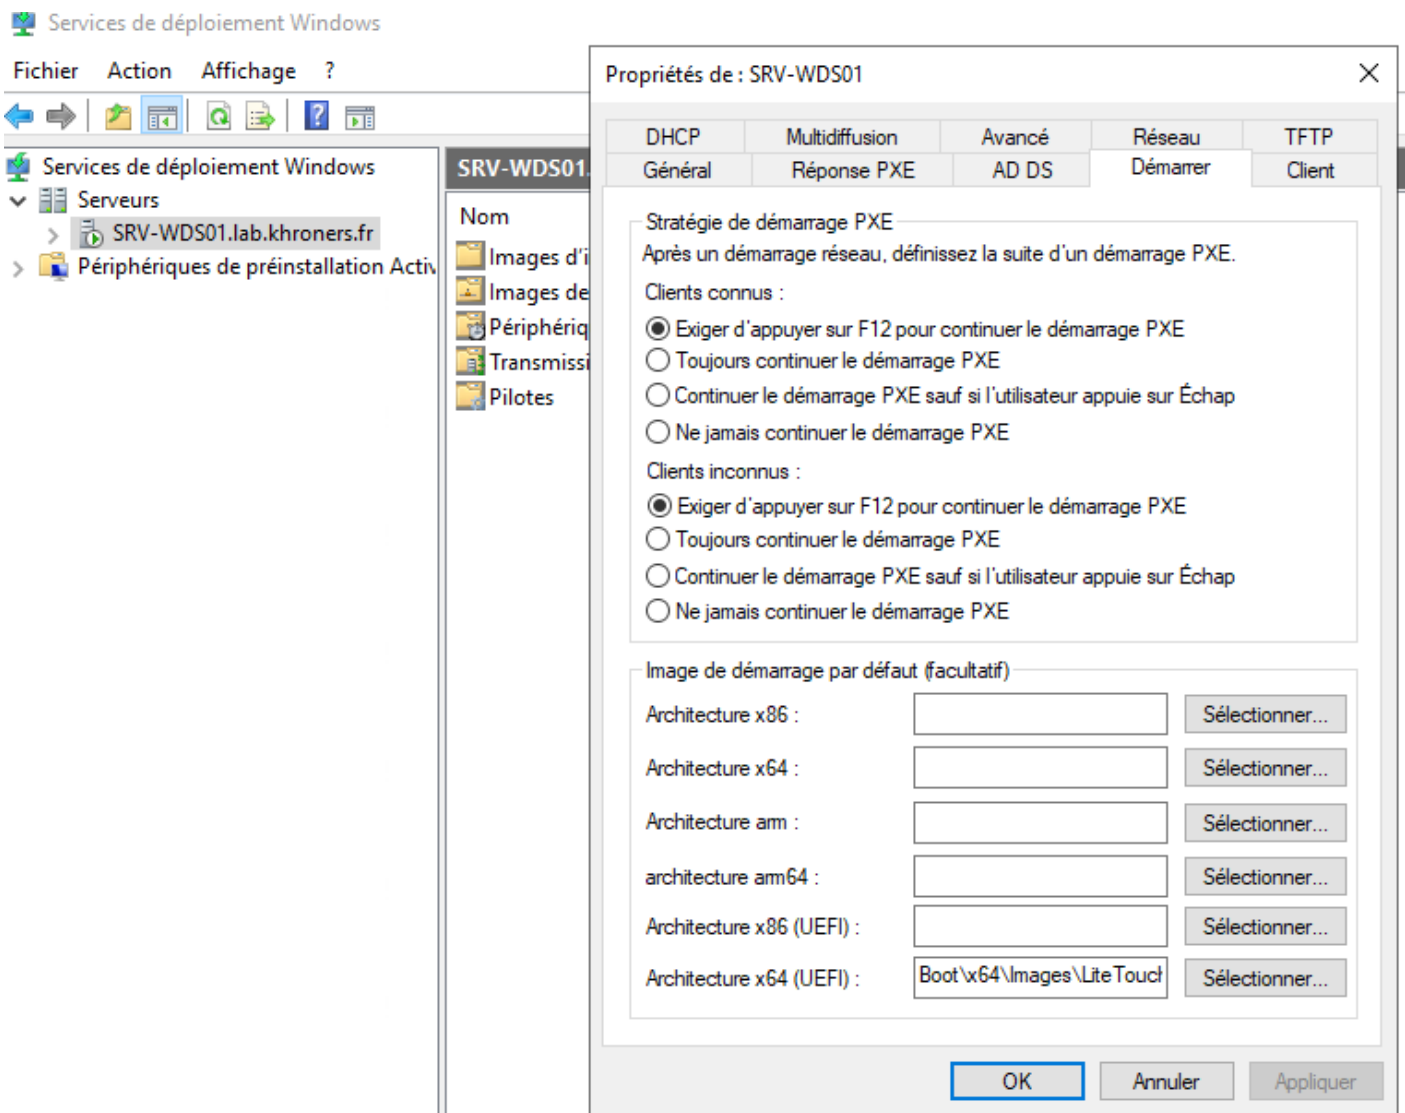 Services de déploiement Windows
Fichier Action Affichage ?
Services de déploiement Windows
Serveurs
SRV-WDS01.lab.khroners.fr
Périphériques de préinstallation Activ
SRV-WDS01.
Nom
Images d'i
Images de
Périphériq
Transmissi
Pilotes
Propriétés de : SRV-WDS01
DHCP Multidiffusion Avancé Réseau TFTP
Général Réponse PXE AD DS Démarrer Client
Stratégie de démarrage PXE
Après un démarrage réseau, définissez la suite d'un démarrage PXE.
Clients connus :
Exiger d'appuyer sur F12 pour continuer le démarrage PXE
Toujours continuer le démarrage PXE
Continuer le démarrage PXE sauf si l'utilisateur appuie sur Échap
Ne jamais continuer le démarrage PXE
Clients inconnus :
Exiger d'appuyer sur F12 pour continuer le démarrage PXE
Toujours continuer le démarrage PXE
Continuer le démarrage PXE sauf si l'utilisateur appuie sur Échap
Ne jamais continuer le démarrage PXE
Image de démarrage par défaut (facultatif)
Architecture x86 : Sélectionner...
Architecture x64 : Sélectionner...
Architecture arm : Sélectionner...
architecture arm64 : Sélectionner...
Architecture x86 (UEFI) : Sélectionner...
Architecture x64 (UEFI) : Boot\x64\Images\LiteTouch Sélectionner...
OK Annuler Appliquer